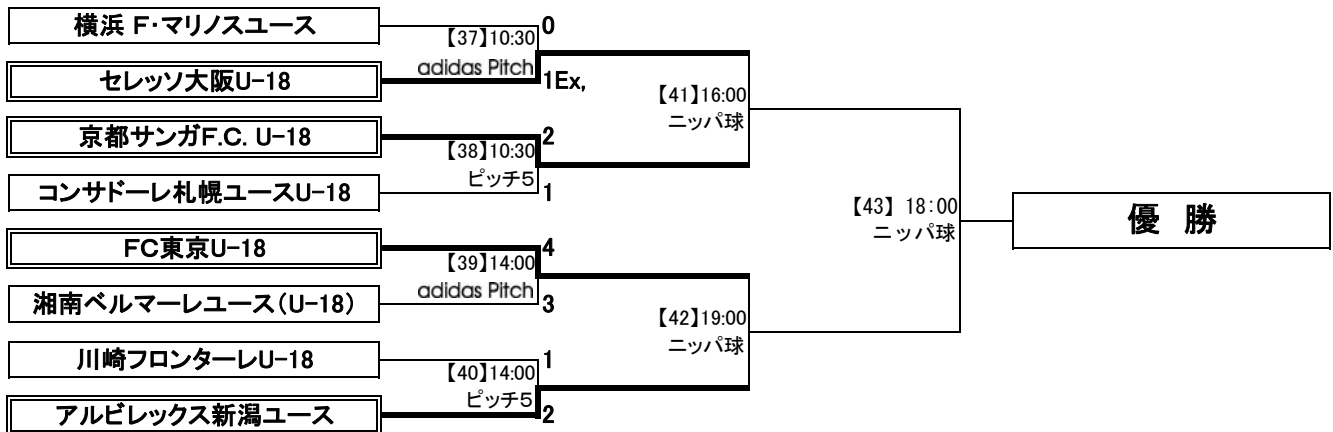 横浜 F･マリノスユース
0
【37】10:30
adidas Pitch
セレッソ大阪U-18
1Ex,
【41】16:00
ニッパ球
京都サンガF.C. U-18
2
【38】10:30
ピッチ5
コンサドーレ札幌ユースU-18
1
【43】 18:00
ニッパ球
優 勝
FC東京U-18
4
【39】14:00
adidas Pitch
湘南ベルマーレユース(U-18)
3
【42】19:00
ニッパ球
川崎フロンターレU-18
1
【40】14:00
ピッチ5
アルビレックス新潟ユース
2